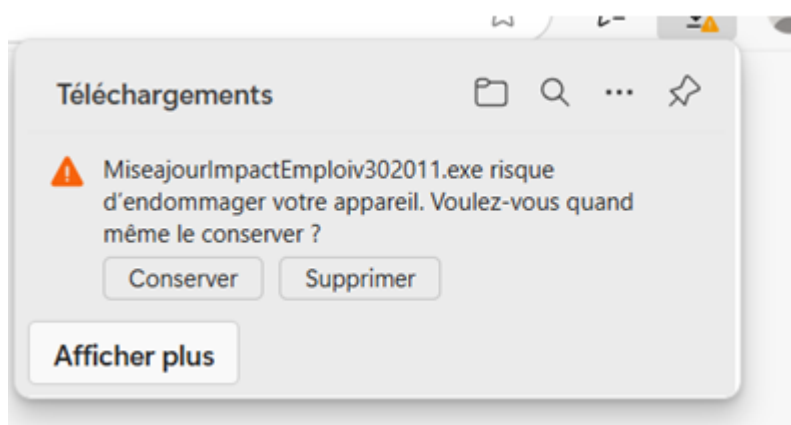 Téléchargements
MiseajourImpactEmploiv302011.exe risque
d'endommager votre appareil. Voulez-vous quand
même le conserver ?
Conserver Supprimer
Afficher plus